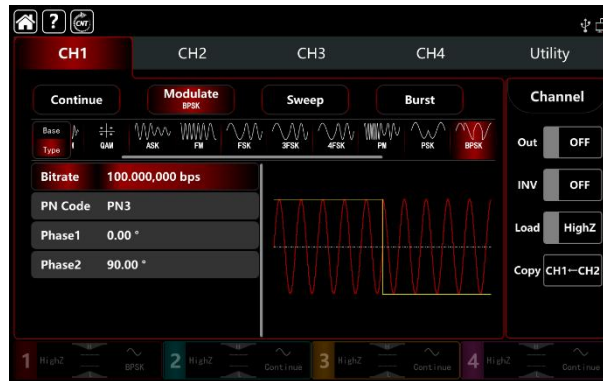 ? CNT
CH1 CH2 CH3 CH4 Utility
Continue Modulate BPSK Sweep Burst Channel
Base Type QAM ASK FM FSK 3FSK 4FSK PM PSK BPSK
Out OFF
Bitrate 100.000,000 bps
INV OFF
PN Code PN3
Phase1 0.00 °
Load HighZ
Phase2 90.00 °
Copy CH1←CH2
1 HighZ BPSK 2 HighZ Continue 3 HighZ Continue 4 HighZ Continue